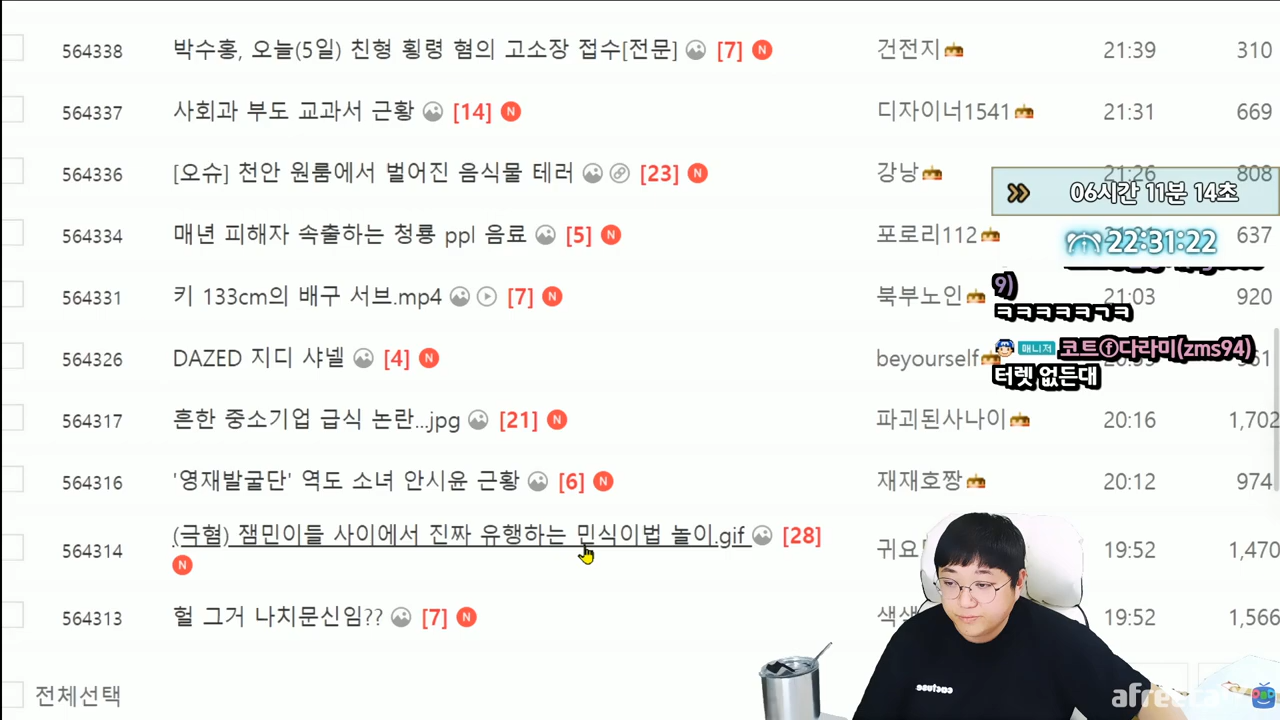 564338 박수홍, 오늘(5일) 친형 횡령 혐의 고소장 접수[전문] [7] N 건전지 21:39 310
564337 사회과 부도 교과서 근황 [14] N 디자이너1541 21:31 669
564336 [오슈] 천안 원룸에서 벌어진 음식물 테러 [23] N 강낭 21:26 808
06시간 11분 14초
564334 매년 피해자 속출하는 청룡 ppl 음료 [5] N 포로리112 637
22:31:22
564331 키 133cm의 배구 서브.mp4 [7] N 북부노인 21:03 920
9)
ㅋㅋㅋㅋㅋㄱㅋ
564326 DAZED 지디 샤넬 [4] N beyourself
매니저 코트ⓕ다라미(zms94)
터렛 없든대
564317 흔한 중소기업 급식 논란...jpg [21] N 파괴된사나이 20:16 1,702
564316 '영재발굴단' 역도 소녀 안시윤 근황 [6] N 재재호짱 20:12 974
564314 (극혐) 잼민이들 사이에서 진짜 유행하는 민식이법 놀이.gif [28] 귀요 19:52 1,470
N
564313 헐 그거 나치문신임?? [7] N 색색 19:52 1,566
전체선택